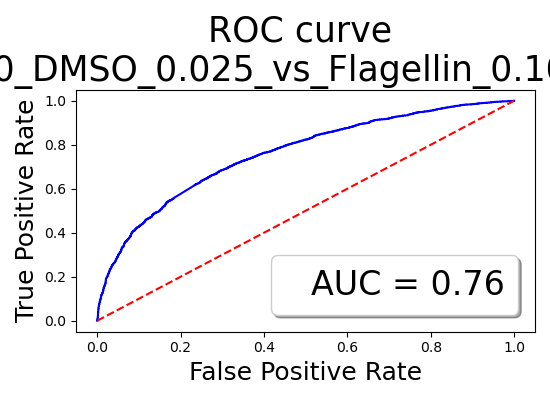 ROC curve
0_DMSO_0.025_vs_Flagellin_0.10
True Positive Rate
1.0
0.8
0.6
0.4
0.2
0.0
AUC = 0.76
0.0 0.2 0.4 0.6 0.8 1.0
False Positive Rate